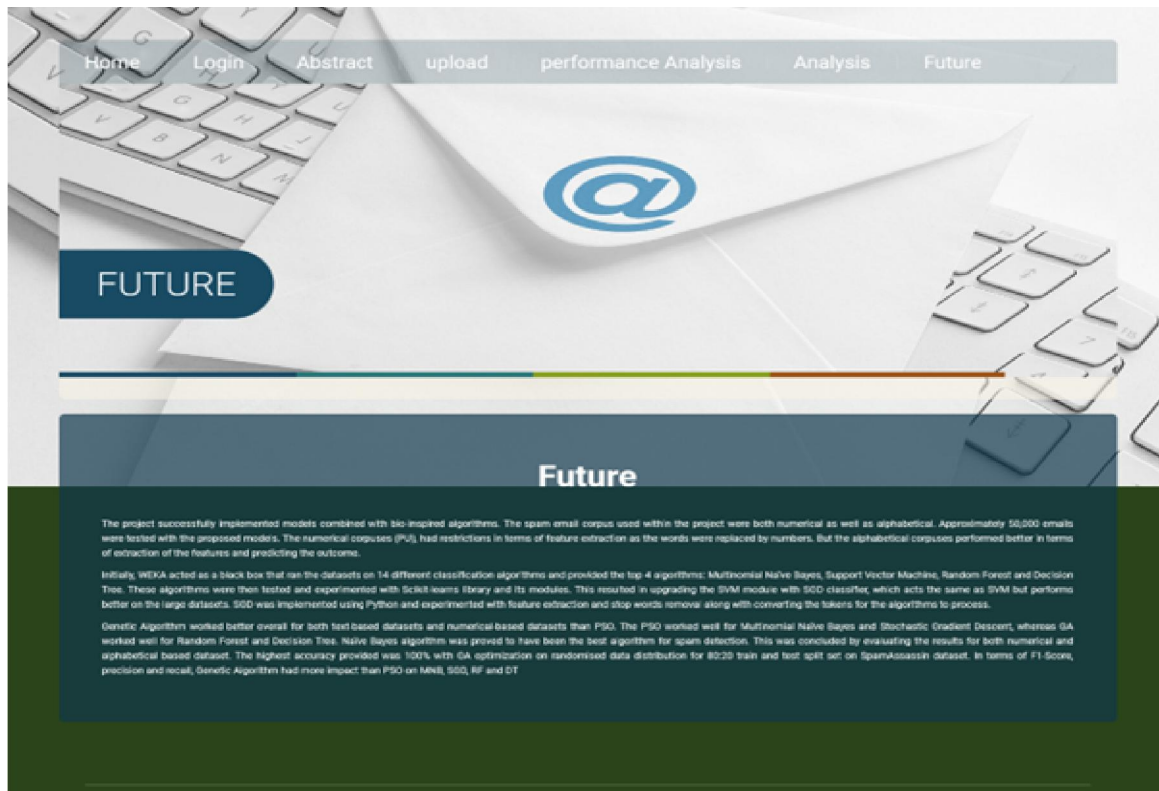 Home Login Abstract upload performance Analysis Analysis Future
@
FUTURE
Future
The project successfully implemented models combined with bio-inspired algorithms. The spam email corpus used within the project were both numerical as well as alphabetical. Approximately 50,000 emails
were tested with the proposed models. The numerical corpuses (PU), had restrictions in terms of feature extraction as the words were replaced by numbers. But the alphabetical corpuses performed better in terms
of extraction of the features and predicting the outcome.
Initially, WEKA acted as a black box that ran the datasets on 14 different classification algorithms and provided the top 4 algorithms: Multinomial Naïve Bayes, Support Vector Machine, Random Forest and Decision
Tree. These algorithms were then tested and experimented with Scikit-learns library and its modules. This resulted in upgrading the SVM module with SGD classifier, which acts the same as SVM but performs
better on the large datasets. SGD was implemented using Python and experimented with feature extraction and stop words removal along with converting the tokens for the algorithms to process.
Genetic Algorithm worked better overall for both text-based datasets and numerical-based datasets than PSO. The PSO worked well for Multinomial Naïve Bayes and Stochastic Gradient Descent, whereas GA
worked well for Random Forest and Decision Tree. Naïve Bayes algorithm was proved to have been the best algorithm for spam detection. This was concluded by evaluating the results for both numerical and
alphabetical based dataset. The highest accuracy provided was 100% with GA optimization on randomised data distribution for 80:20 train and test split set on SpamAssassin dataset. In terms of F1-Score,
precision and recall, Genetic Algorithm had more impact than PSO on MNB, SGD, RF and DT